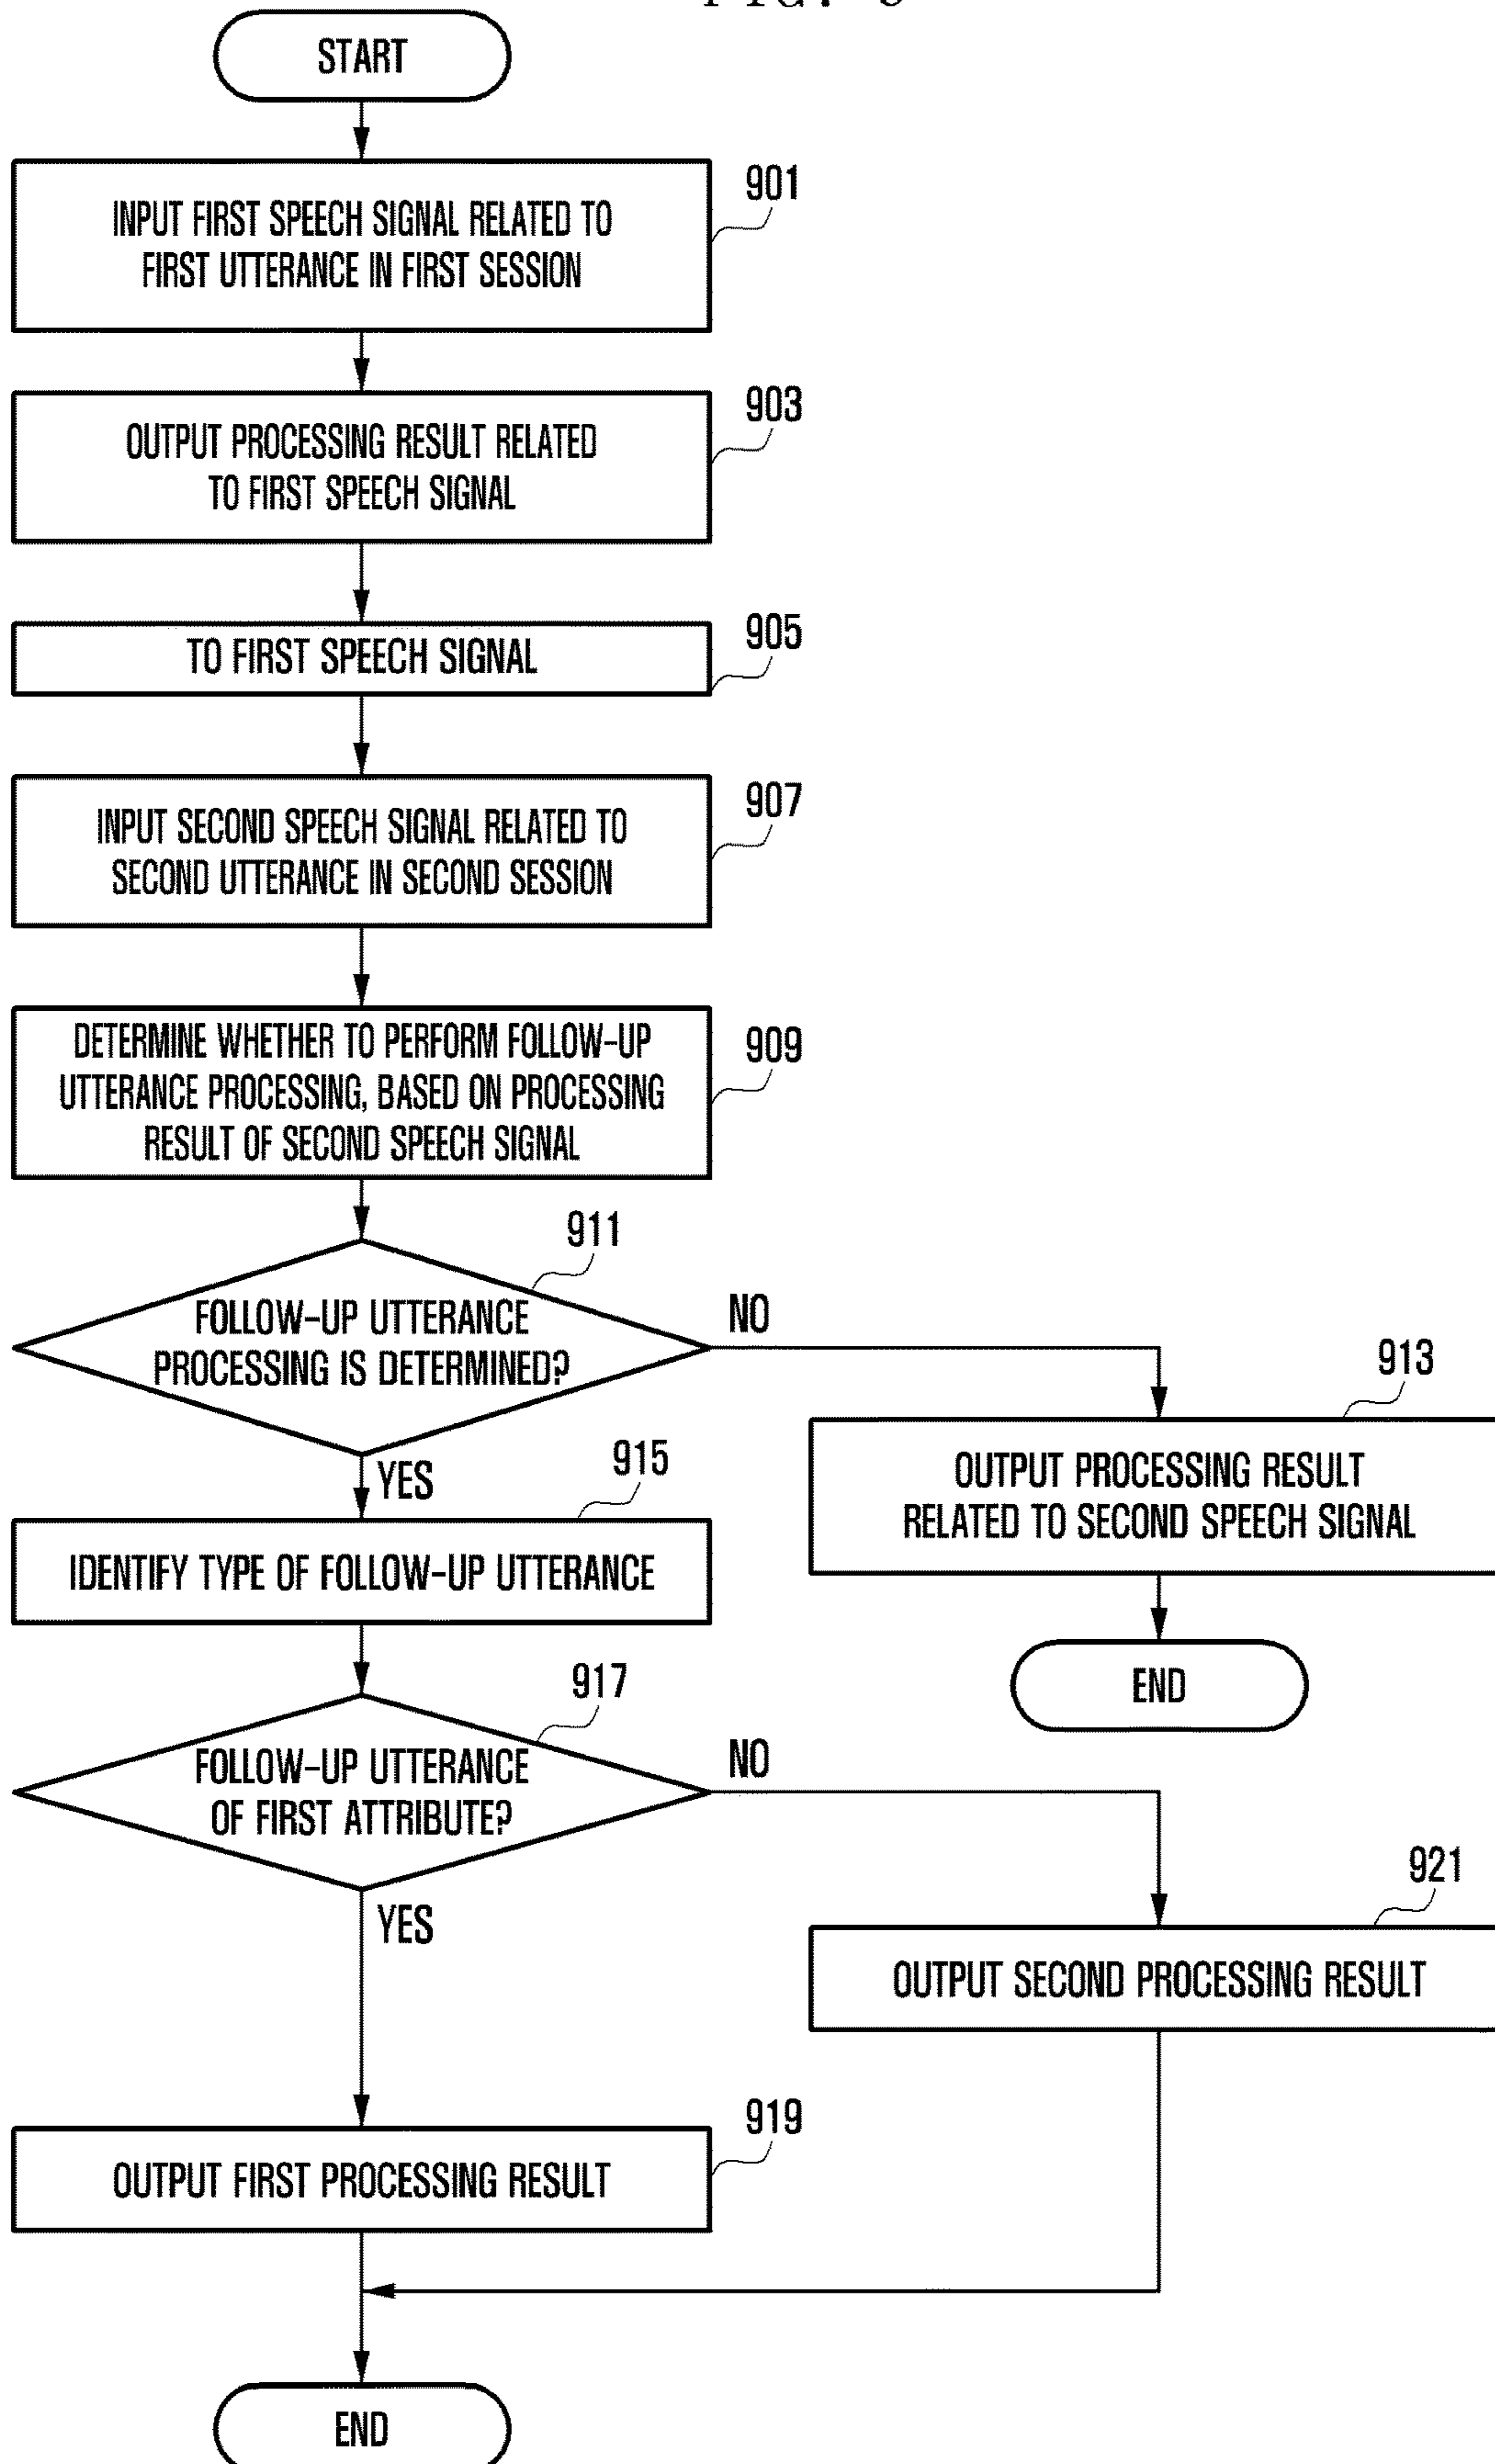 START
901
INPUT FIRST SPEECH SIGNAL RELATED TO
FIRST UTTERANCE IN FIRST SESSION
903
OUTPUT PROCESSING RESULT RELATED
TO FIRST SPEECH SIGNAL
905
TO FIRST SPEECH SIGNAL
907
INPUT SECOND SPEECH SIGNAL RELATED TO
SECOND UTTERANCE IN SECOND SESSION
909
DETERMINE WHETHER TO PERFORM FOLLOW-UP
UTTERANCE PROCESSING, BASED ON PROCESSING
RESULT OF SECOND SPEECH SIGNAL
911
FOLLOW-UP UTTERANCE
PROCESSING IS DETERMINED?
NO
YES
913
OUTPUT PROCESSING RESULT
RELATED TO SECOND SPEECH SIGNAL
END
915
IDENTIFY TYPE OF FOLLOW-UP UTTERANCE
917
FOLLOW-UP UTTERANCE
OF FIRST ATTRIBUTE?
NO
YES
921
OUTPUT SECOND PROCESSING RESULT
919
OUTPUT FIRST PROCESSING RESULT
END